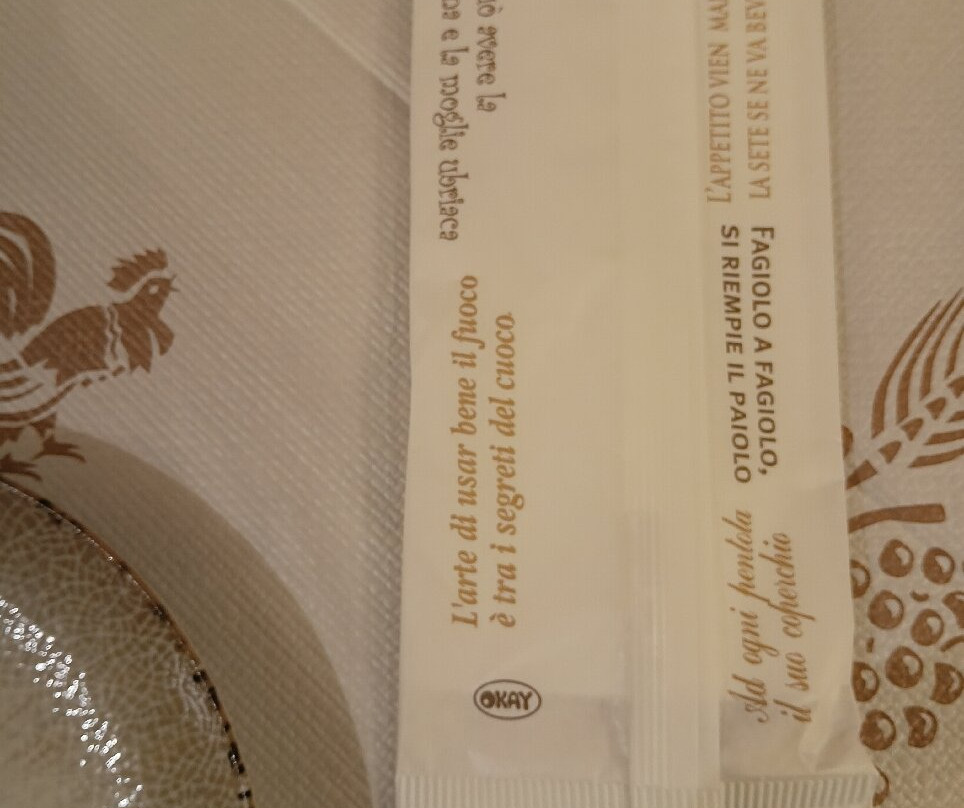 avere la
e la moglie ubriaca
L'arte di usar bene il fuoco
è tra i segreti del cuoco
OKAY
L'APPETITO VIEN
LA SETE SE NE VA
FAGIOLO A FAGIOLO,
SI RIEMPIE IL PAIOLO
ogni pentola
il suo coperchio